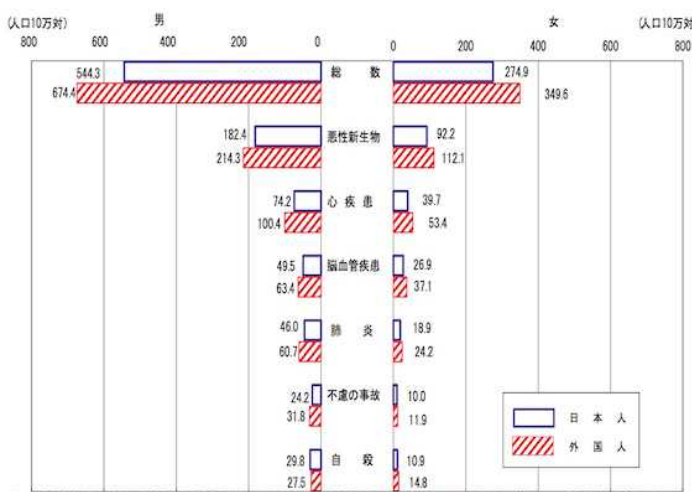 (人口10万対) 男 女 (人口10万対)
800 600 400 200 0 0 200 400 600 800
544.3 総 数 274.9
674.4 349.6
182.4 悪性新生物 92.2
214.3 112.1
74.2 心 疾 患 39.7
100.4 53.4
49.5 脳血管疾患 26.9
63.4 37.1
46.0 肺 炎 18.9
60.7 24.2
24.2 不慮の事故 10.0
31.8 11.9
29.8 自 殺 10.9
27.5 14.8
日 本 人
外 国 人